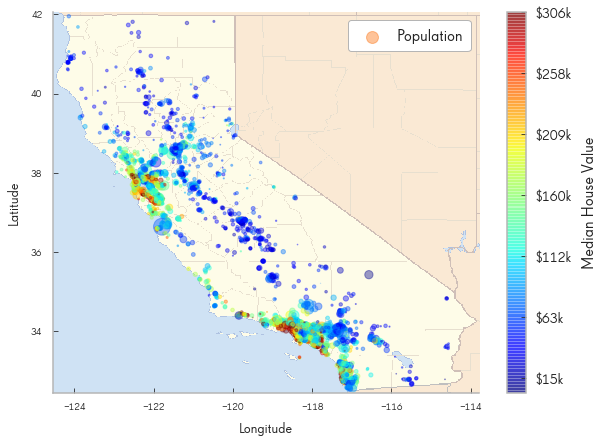 Population
42
40
38
36
34
Latitude
−124
−122
−120
−118
−116
−114
Longitude
$306k
$258k
$209k
$160k
$112k
$63k
$15k
Median House Value